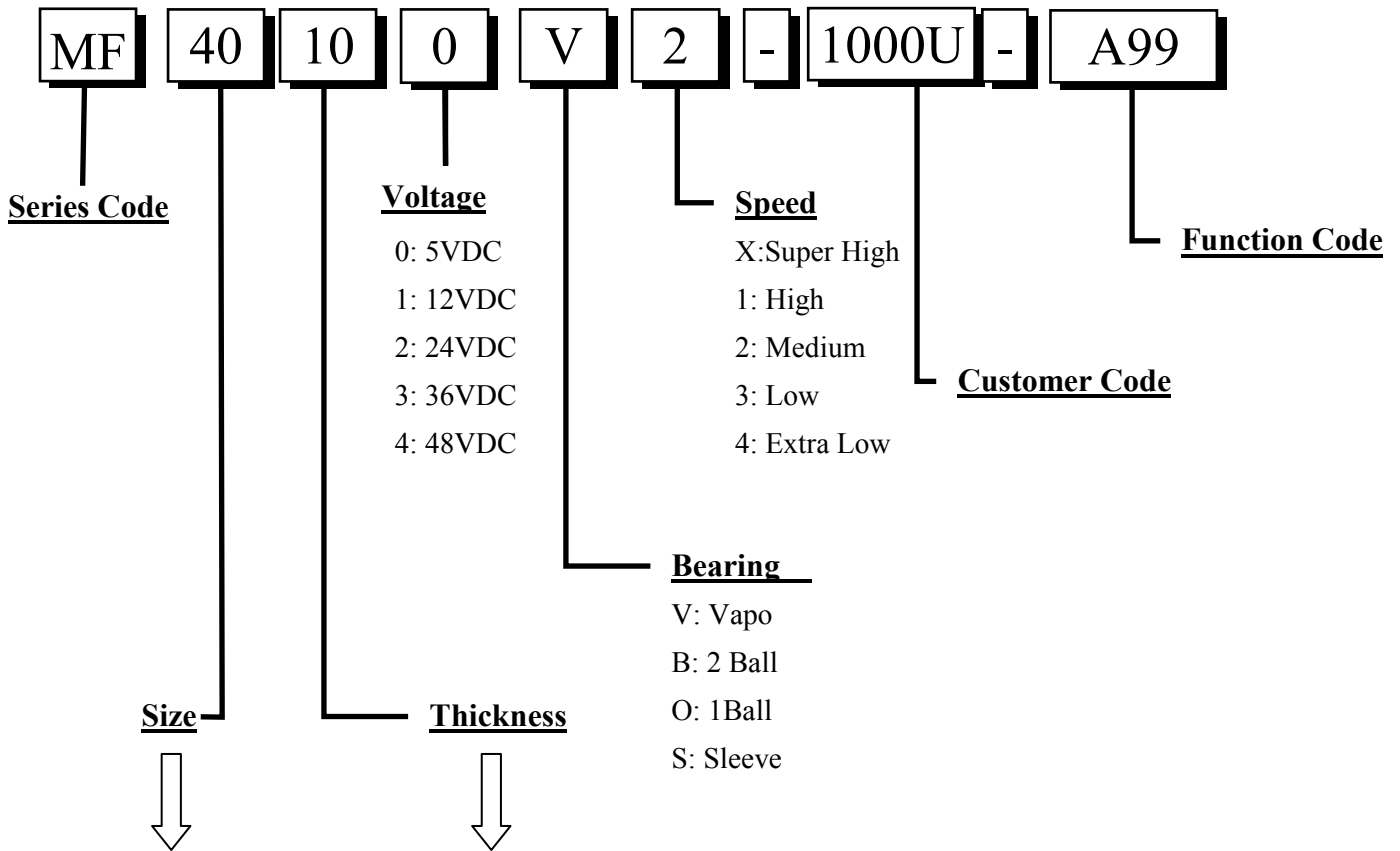 MF 40 10 0 V 2 - 1000U - A99
Series Code
Voltage
0: 5VDC
1: 12VDC
2: 24VDC
3: 36VDC
4: 48VDC
Speed
X:Super High
1: High
2: Medium
3: Low
4: Extra Low
Function Code
Customer Code
Bearing
V: Vapo
B: 2 Ball
O: 1Ball
S: Sleeve
Size
Thickness